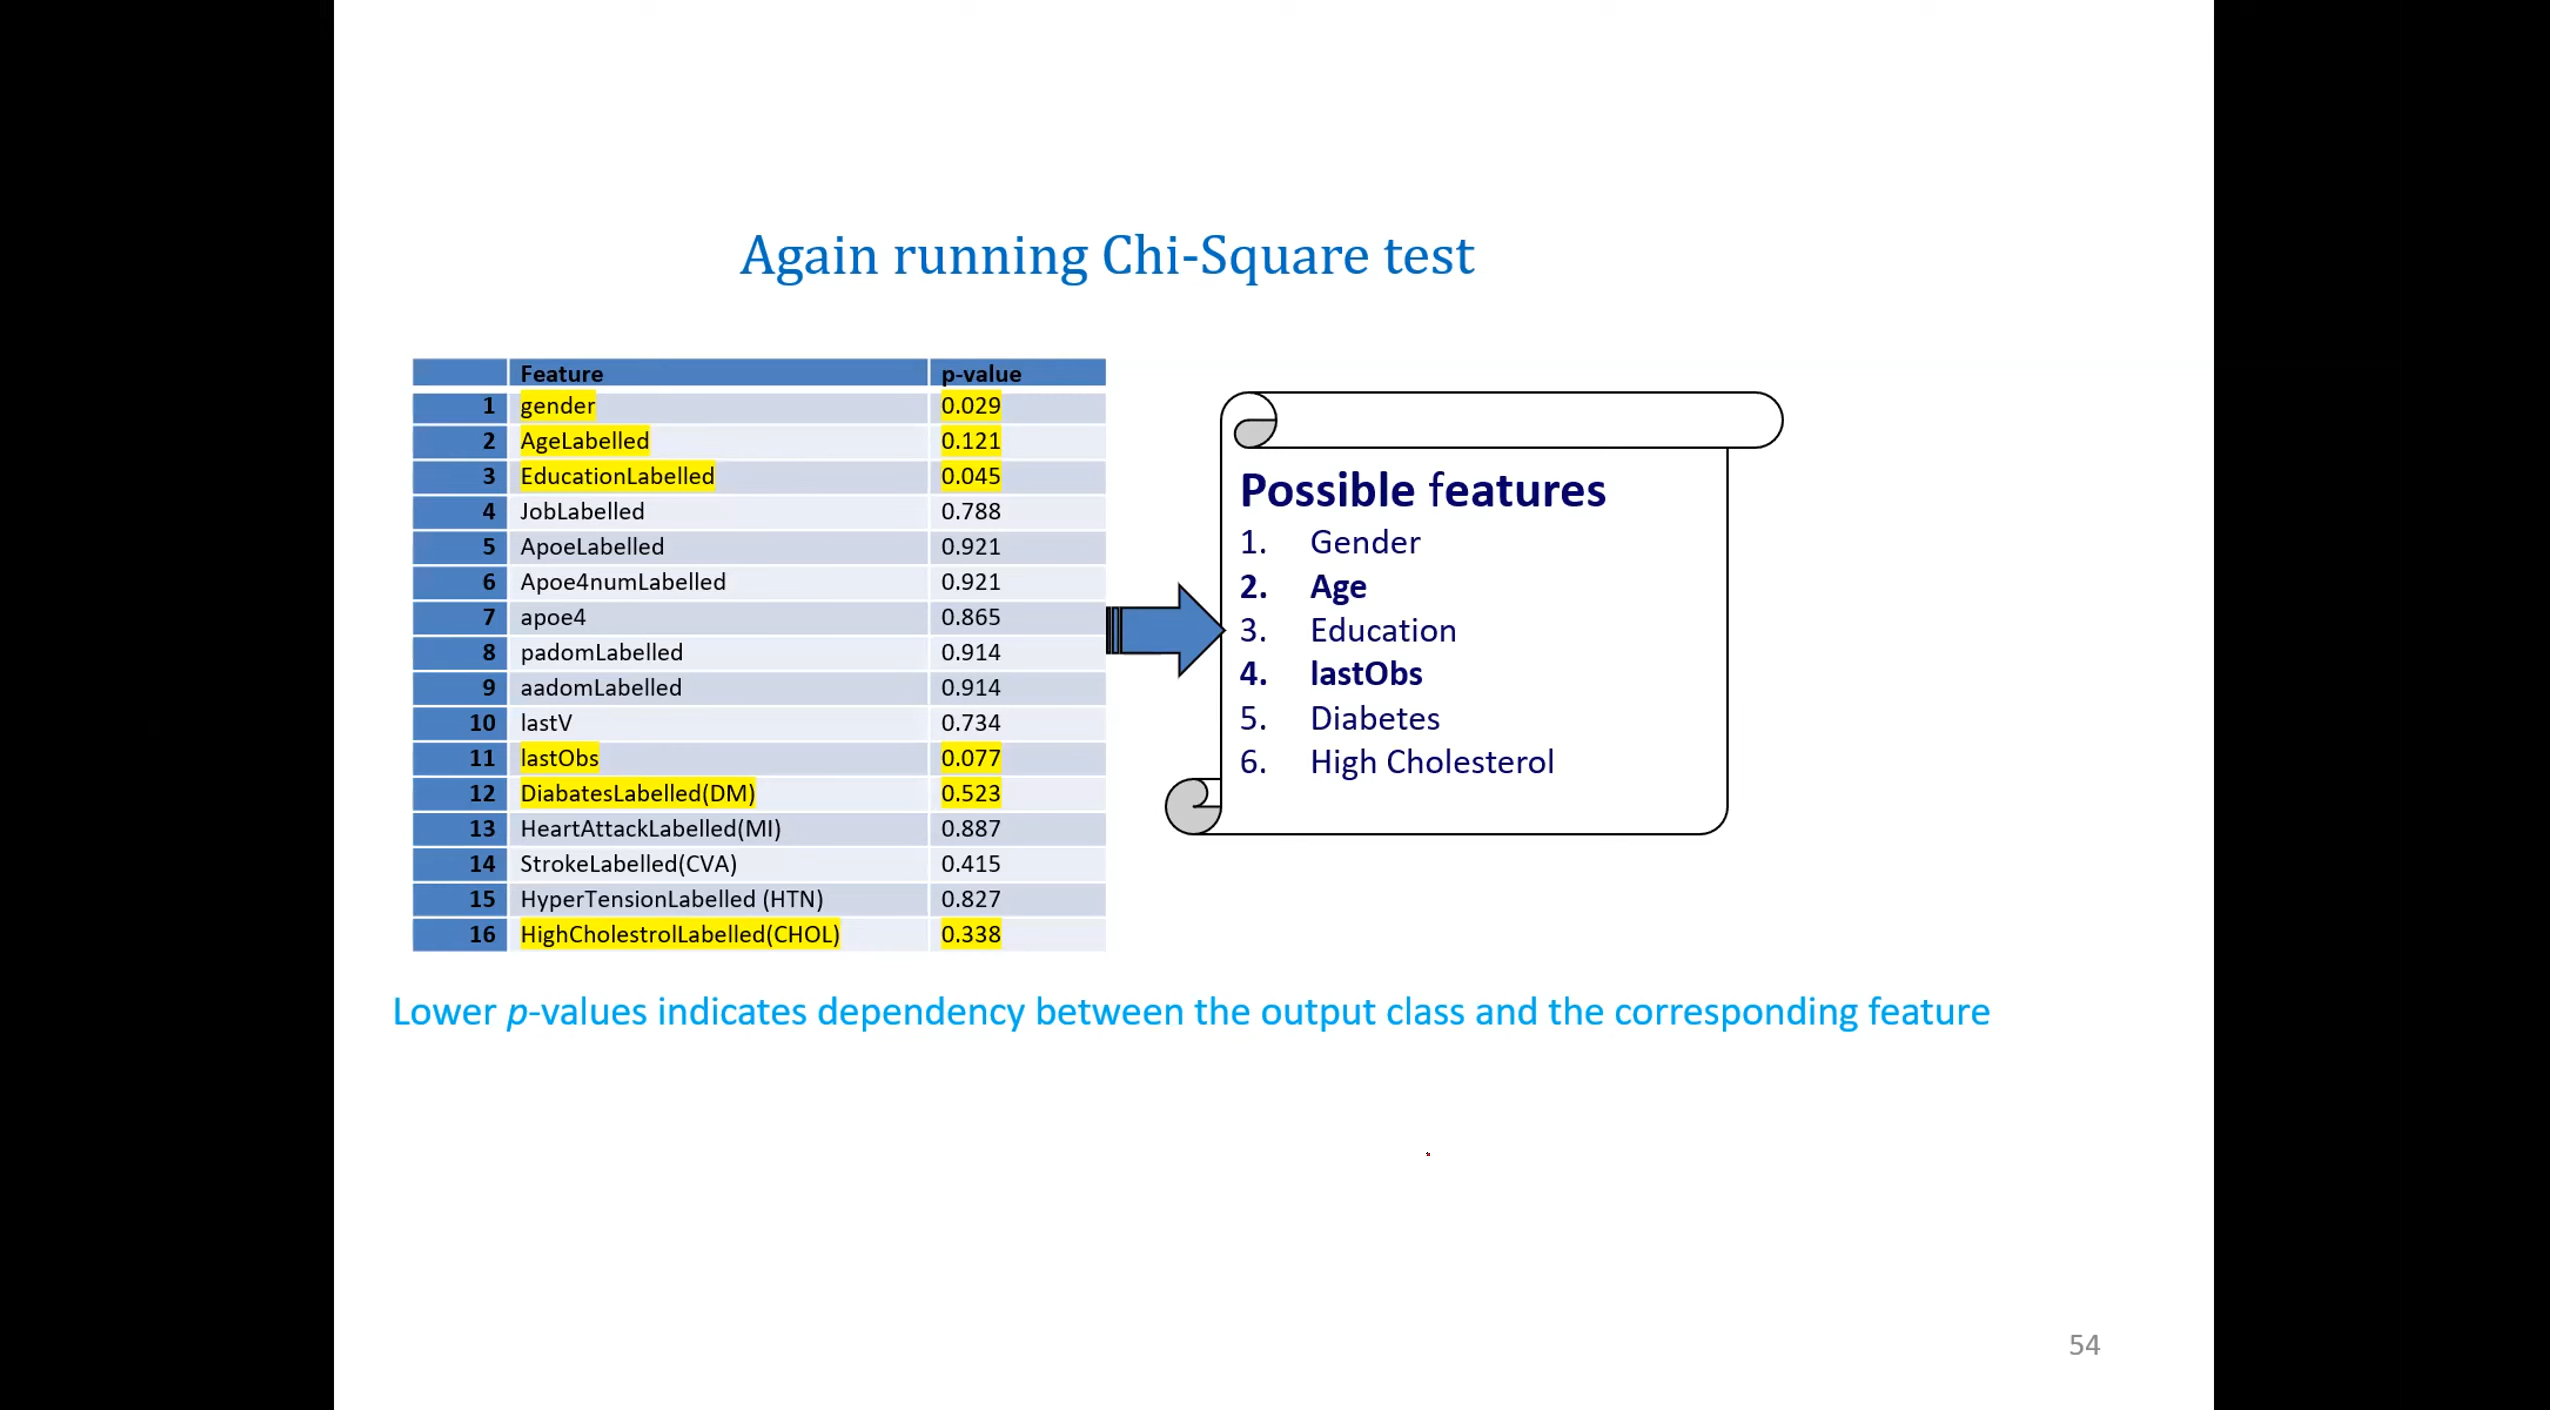 Again running Chi-Square test
Feature p-value
1 gender 0.029
2 AgeLabelled 0.121
3 EducationLabelled 0.045
4 JobLabelled 0.788
5 ApoeLabelled 0.921
6 Apoe4numLabelled 0.921
7 apoe4 0.865
8 padomLabelled 0.914
9 aadomLabelled 0.914
10 lastV 0.734
11 lastObs 0.077
12 DiabatesLabelled(DM) 0.523
13 HeartAttackLabelled(MI) 0.887
14 StrokeLabelled(CVA) 0.415
15 HyperTensionLabelled (HTN) 0.827
16 HighCholestrolLabelled(CHOL) 0.338
Possible features
1. Gender
2. Age
3. Education
4. lastObs
5. Diabetes
6. High Cholesterol
Lower p-values indicates dependency between the output class and the corresponding feature
54